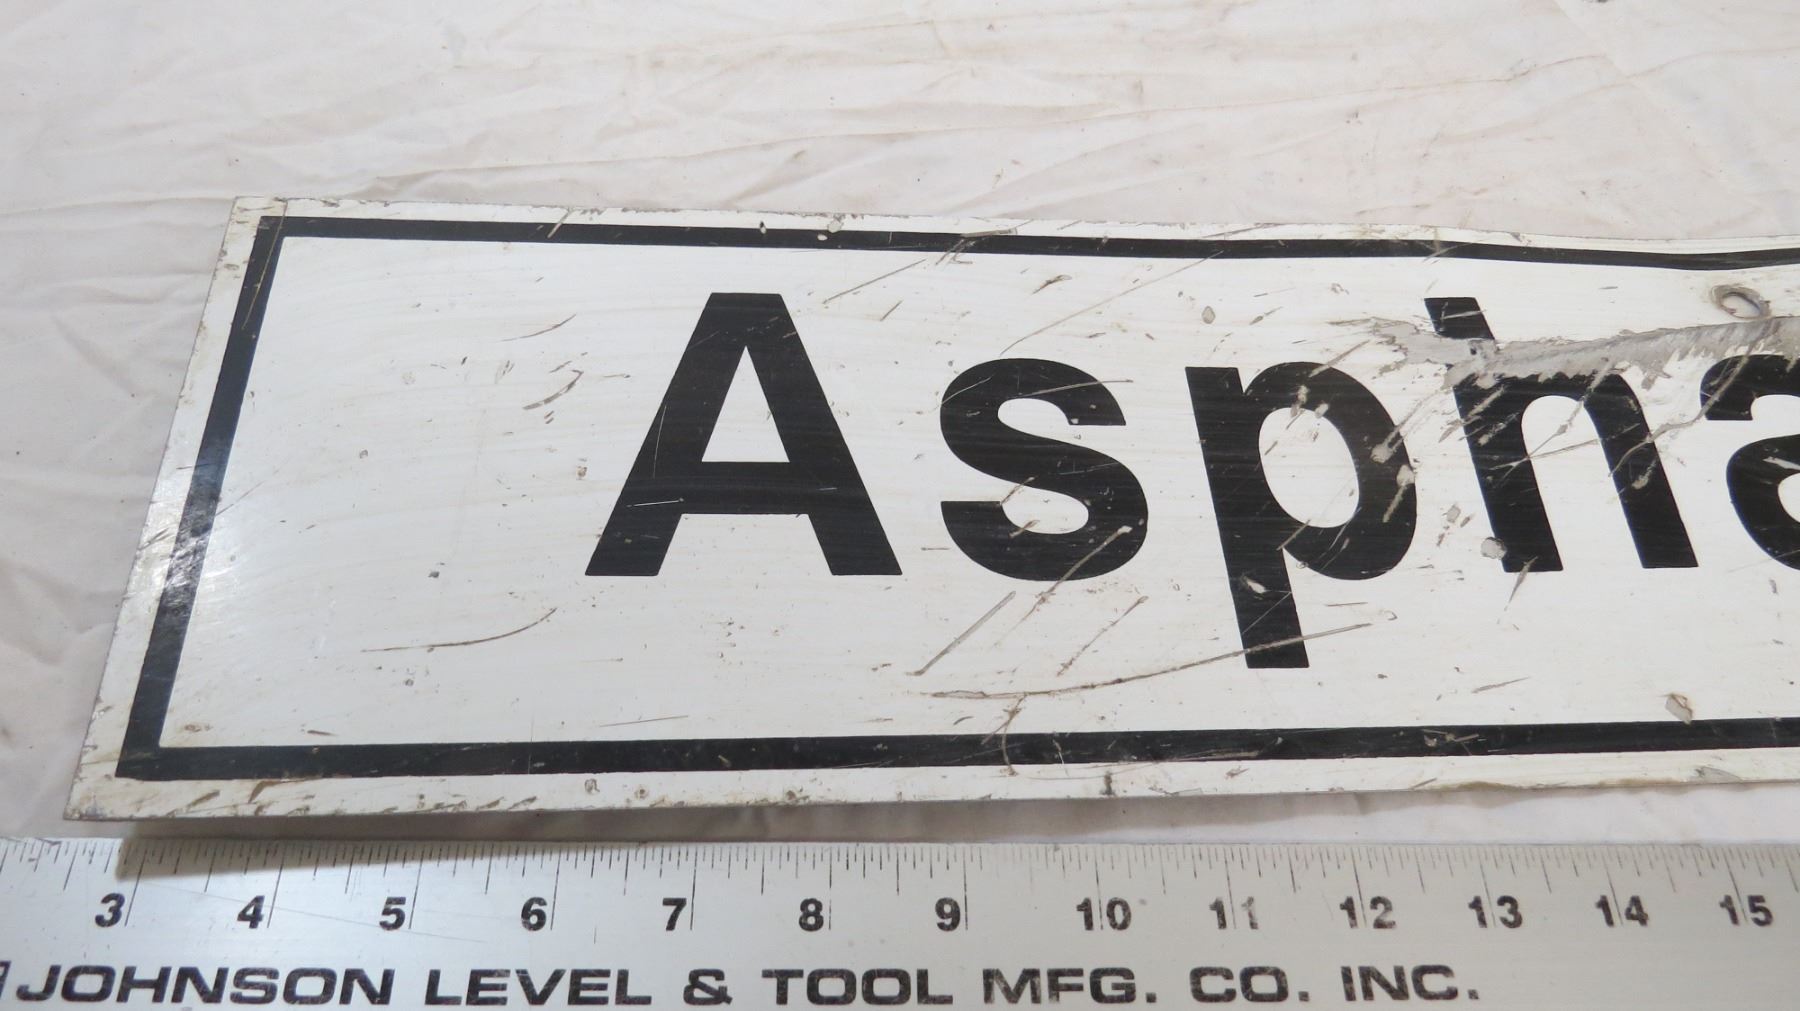 Aspha
3 4 5 6 7 8 9 10 11 12 13 14 15
JOHNSON LEVEL & TOOL MFG. CO. INC.